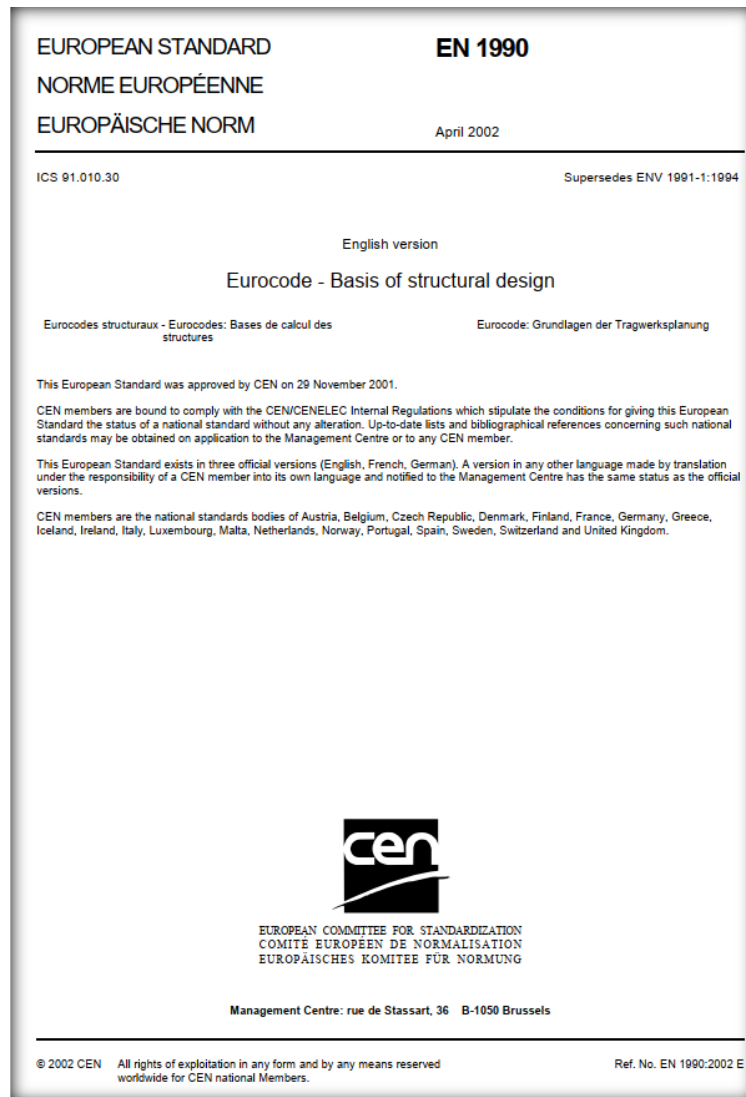 EUROPEAN STANDARD
EN 1990
NORME EUROPÉENNE
EUROPÄISCHE NORM
April 2002
ICS 91.010.30
Supersedes ENV 1991-1:1994
English version
Eurocode - Basis of structural design
Eurocodes structuraux - Eurocodes: Bases de calcul des
structures
Eurocode: Grundlagen der Tragwerksplanung
This European Standard was approved by CEN on 29 November 2001.
CEN members are bound to comply with the CEN/CENELEC Internal Regulations which stipulate the conditions for giving this European
Standard the status of a national standard without any alteration. Up-to-date lists and bibliographical references concerning such national
standards may be obtained on application to the Management Centre or to any CEN member.
This European Standard exists in three official versions (English, French, German). A version in any other language made by translation
under the responsibility of a CEN member into its own language and notified to the Management Centre has the same status as the official
versions.
CEN members are the national standards bodies of Austria, Belgium, Czech Republic, Denmark, Finland, France, Germany, Greece,
Iceland, Ireland, Italy, Luxembourg, Malta, Netherlands, Norway, Portugal, Spain, Sweden, Switzerland and United Kingdom.
cen
EUROPEAN COMMITTEE FOR STANDARDIZATION
COMITÉ EUROPÉEN DE NORMALISATION
EUROPÄISCHES KOMITEE FÜR NORMUNG
Management Centre: rue de Stassart, 36 B-1050 Brussels
© 2002 CEN All rights of exploitation in any form and by any means reserved
worldwide for CEN national Members.
Ref. No. EN 1990:2002 E